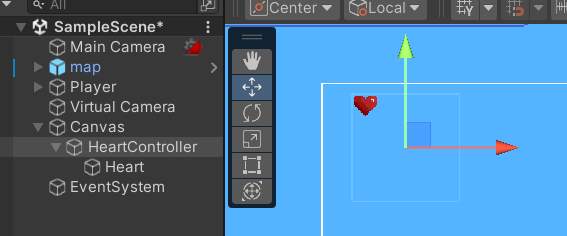 All
Center
Local
SampleScene*
Main Camera
map
Player
Virtual Camera
Canvas
HeartController
Heart
EventSystem